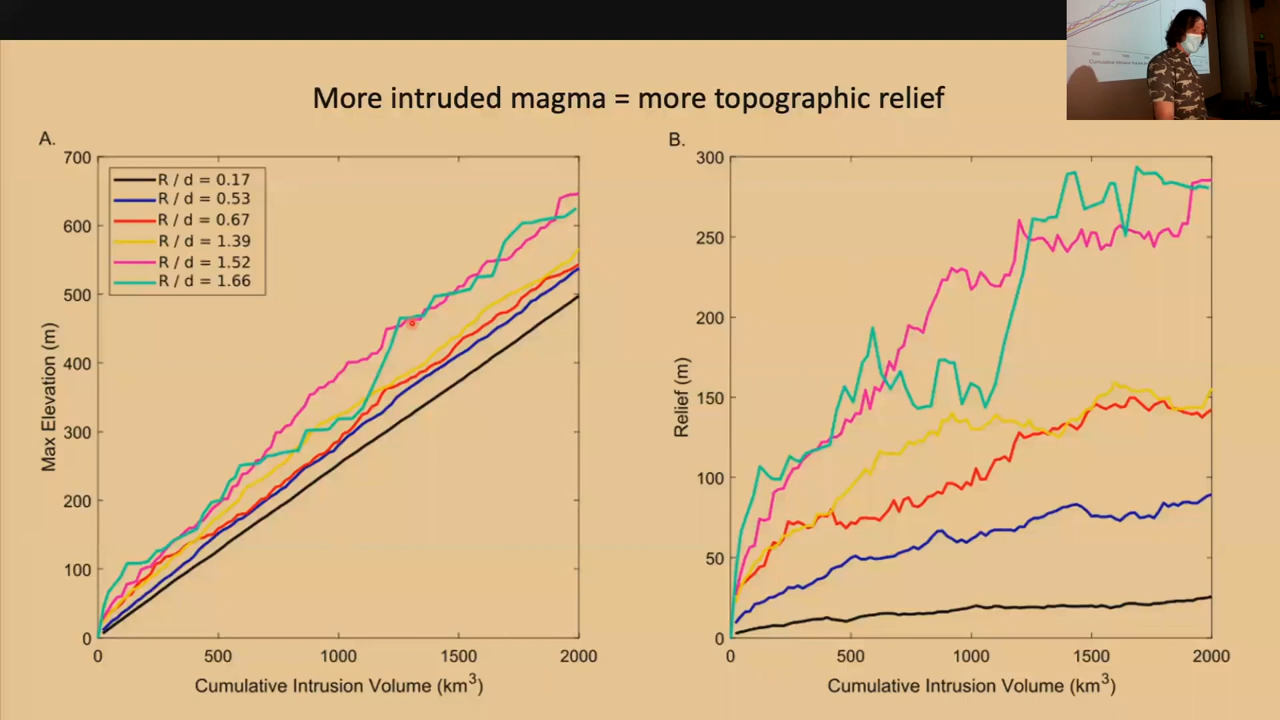 More intruded magma = more topographic relief
A.
700
600
500
400
300
200
100
0
Max Elevation (m)
R / d = 0.17
R / d = 0.53
R / d = 0.67
R / d = 1.39
R / d = 1.52
R / d = 1.66
0 500 1000 1500 2000
Cumulative Intrusion Volume (km³)
B.
300
250
200
150
100
50
0
Relief (m)
0 500 1000 1500 2000
Cumulative Intrusion Volume (km³)
Cumulative Intrusion